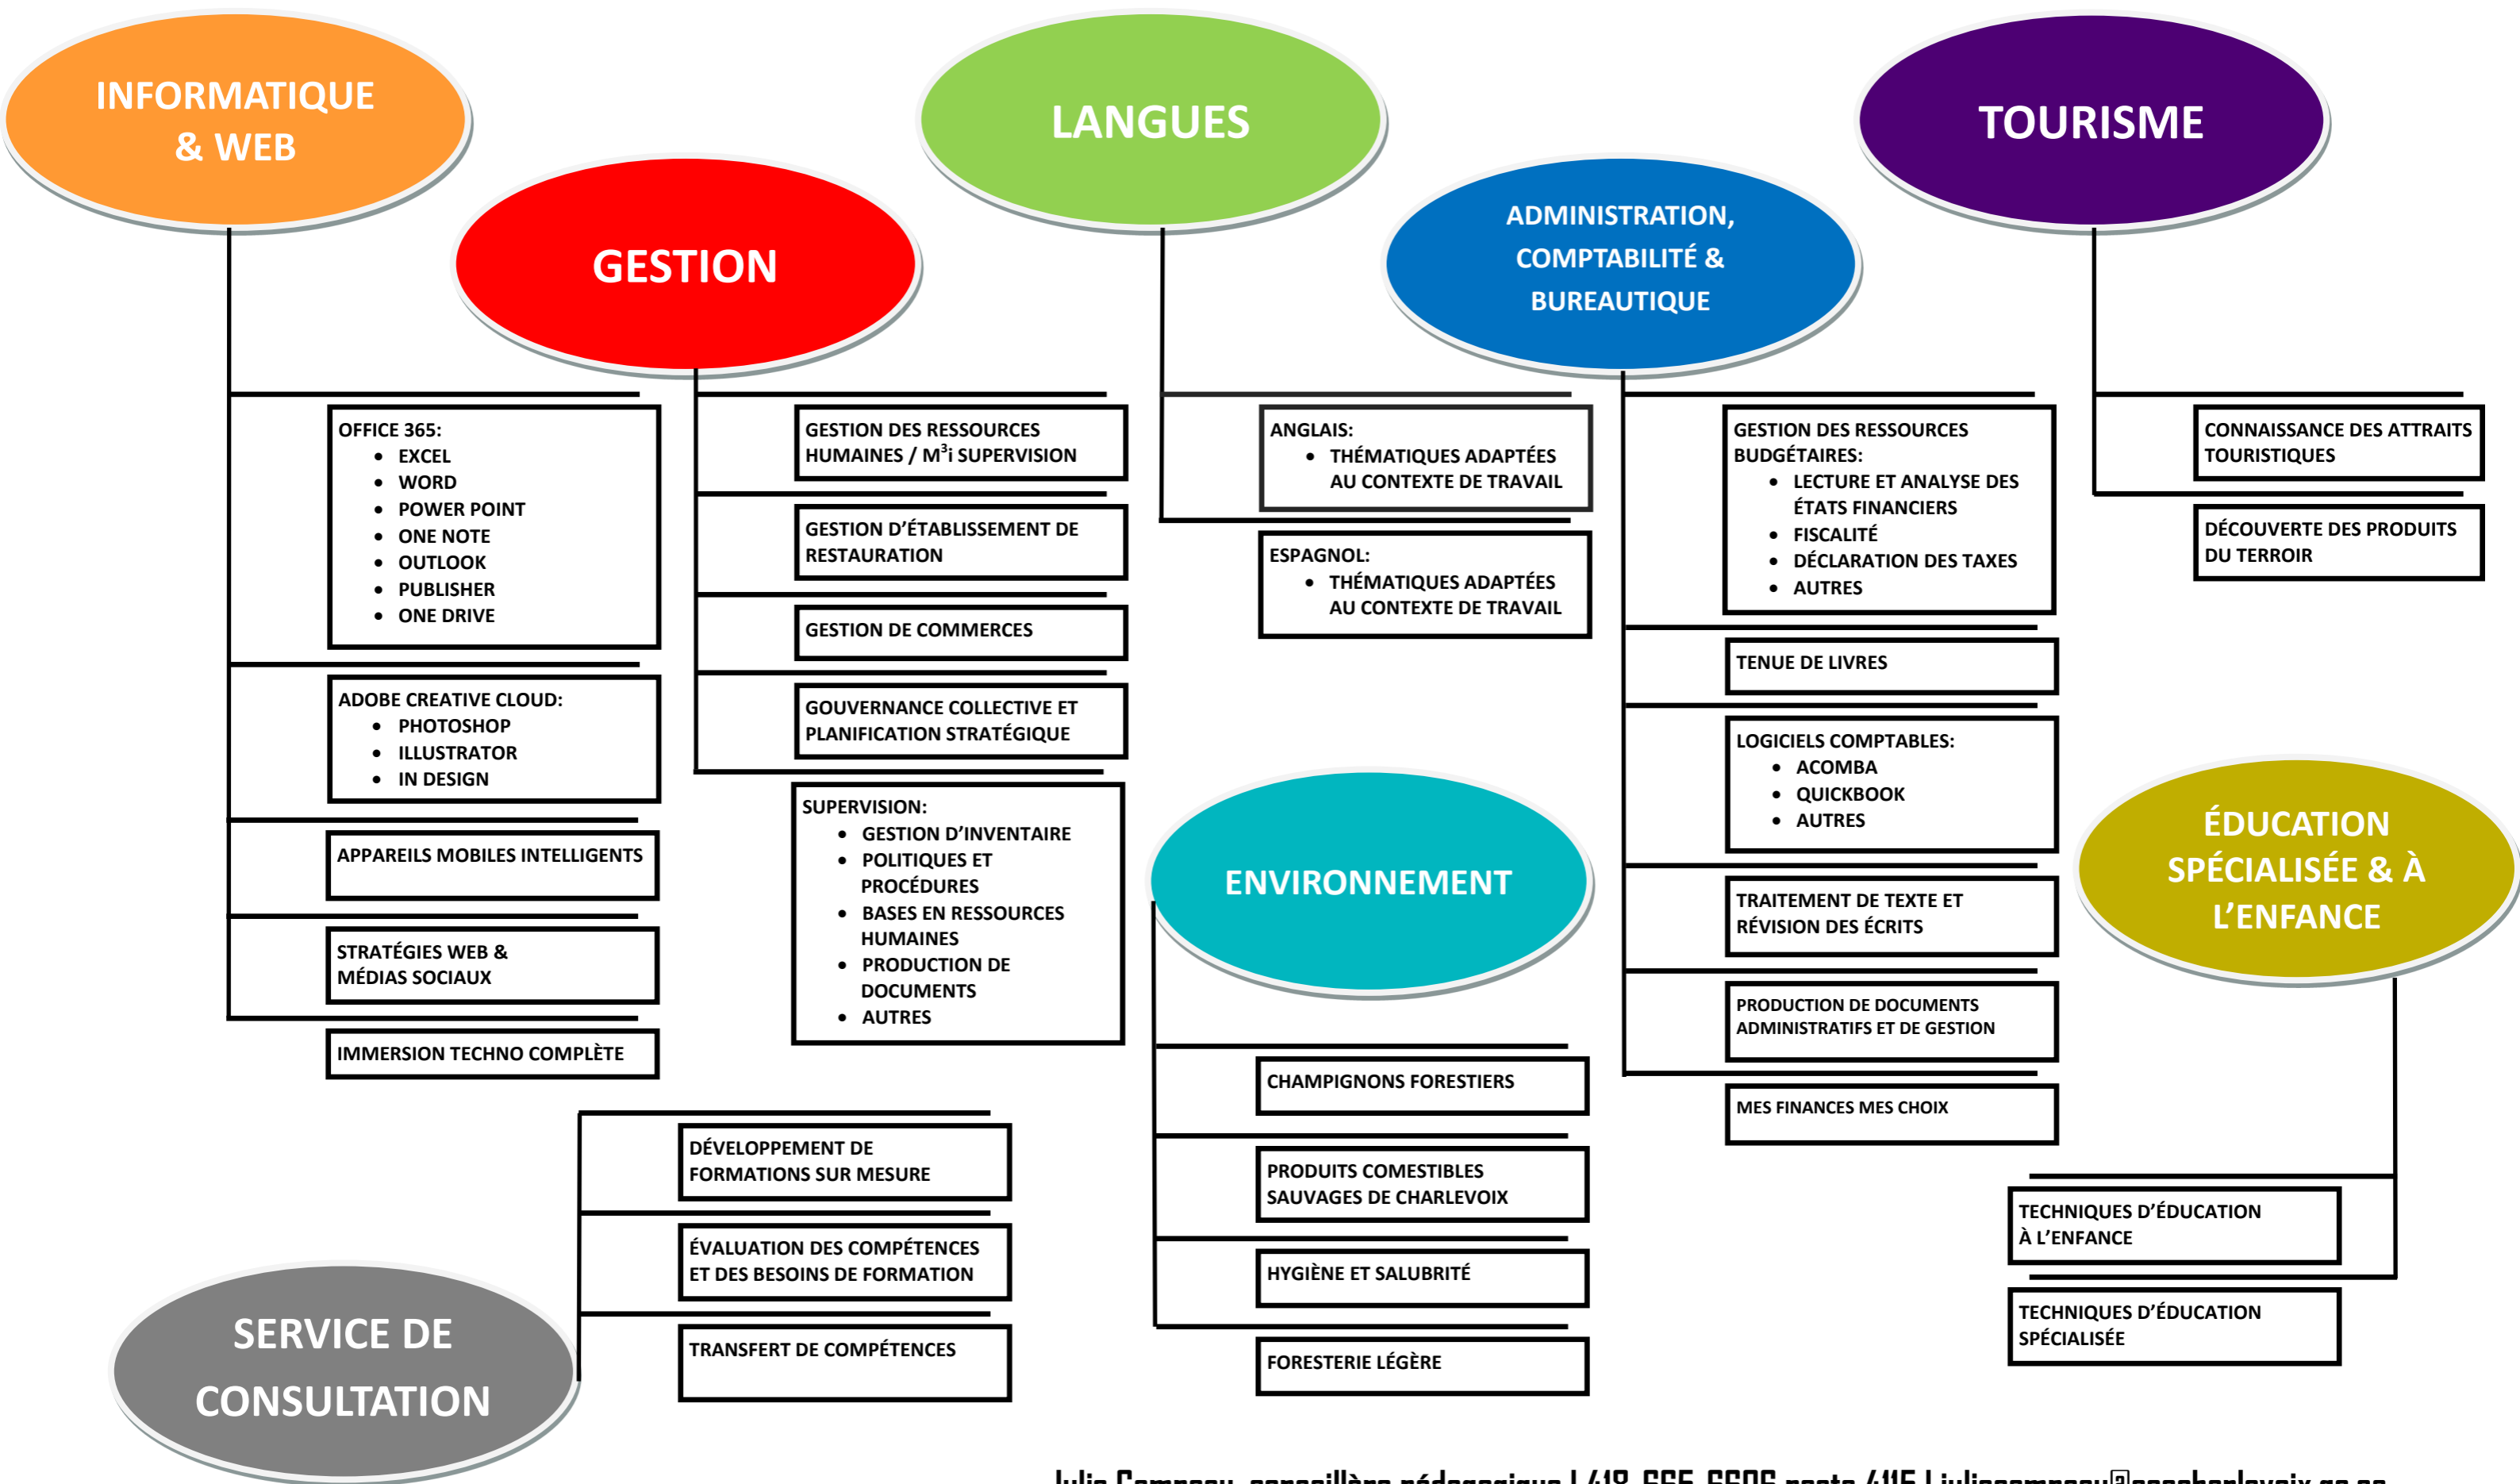 INFORMATIQUE
& WEB
OFFICE 365:
• EXCEL
• WORD
• POWER POINT
• ONE NOTE
• OUTLOOK
• PUBLISHER
• ONE DRIVE
ADOBE CREATIVE CLOUD:
• PHOTOSHOP
• ILLUSTRATOR
• IN DESIGN
APPAREILS MOBILES INTELLIGENTS
STRATÉGIES WEB &
MÉDIAS SOCIAUX
IMMERSION TECHNO COMPLÈTE
GESTION
GESTION DES RESSOURCES
HUMAINES / M³i SUPERVISION
GESTION D’ÉTABLISSEMENT DE
RESTAURATION
GESTION DE COMMERCES
GOUVERNANCE COLLECTIVE ET
PLANIFICATION STRATÉGIQUE
SUPERVISION:
• GESTION D’INVENTAIRE
• POLITIQUES ET
PROCÉDURES
• BASES EN RESSOURCES
HUMAINES
• PRODUCTION DE
DOCUMENTS
• AUTRES
LANGUES
ANGLAIS:
• THÉMATIQUES ADAPTÉES
AU CONTEXTE DE TRAVAIL
ESPAGNOL:
• THÉMATIQUES ADAPTÉES
AU CONTEXTE DE TRAVAIL
ADMINISTRATION,
COMPTABILITÉ &
BUREAUTIQUE
GESTION DES RESSOURCES
BUDGÉTAIRES:
• LECTURE ET ANALYSE DES
ÉTATS FINANCIERS
• FISCALITÉ
• DÉCLARATION DES TAXES
• AUTRES
TENUE DE LIVRES
LOGICIELS COMPTABLES:
• ACOMBA
• QUICKBOOK
• AUTRES
TRAITEMENT DE TEXTE ET
RÉVISION DES ÉCRITS
PRODUCTION DE DOCUMENTS
ADMINISTRATIFS ET DE GESTION
MES FINANCES MES CHOIX
TOURISME
CONNAISSANCE DES ATTRAITS
TOURISTIQUES
DÉCOUVERTE DES PRODUITS
DU TERROIR
ENVIRONNEMENT
CHAMPIGNONS FORESTIERS
PRODUITS COMESTIBLES
SAUVAGES DE CHARLEVOIX
HYGIÈNE ET SALUBRITÉ
FORESTERIE LÉGÈRE
ÉDUCATION
SPÉCIALISÉE & À
L’ENFANCE
TECHNIQUES D’ÉDUCATION
À L’ENFANCE
TECHNIQUES D’ÉDUCATION
SPÉCIALISÉE
SERVICE DE
CONSULTATION
DÉVELOPPEMENT DE
FORMATIONS SUR MESURE
ÉVALUATION DES COMPÉTENCES
ET DES BESOINS DE FORMATION
TRANSFERT DE COMPÉTENCES
conseillère pédagogique | 418-665-6606 poste 4115 |